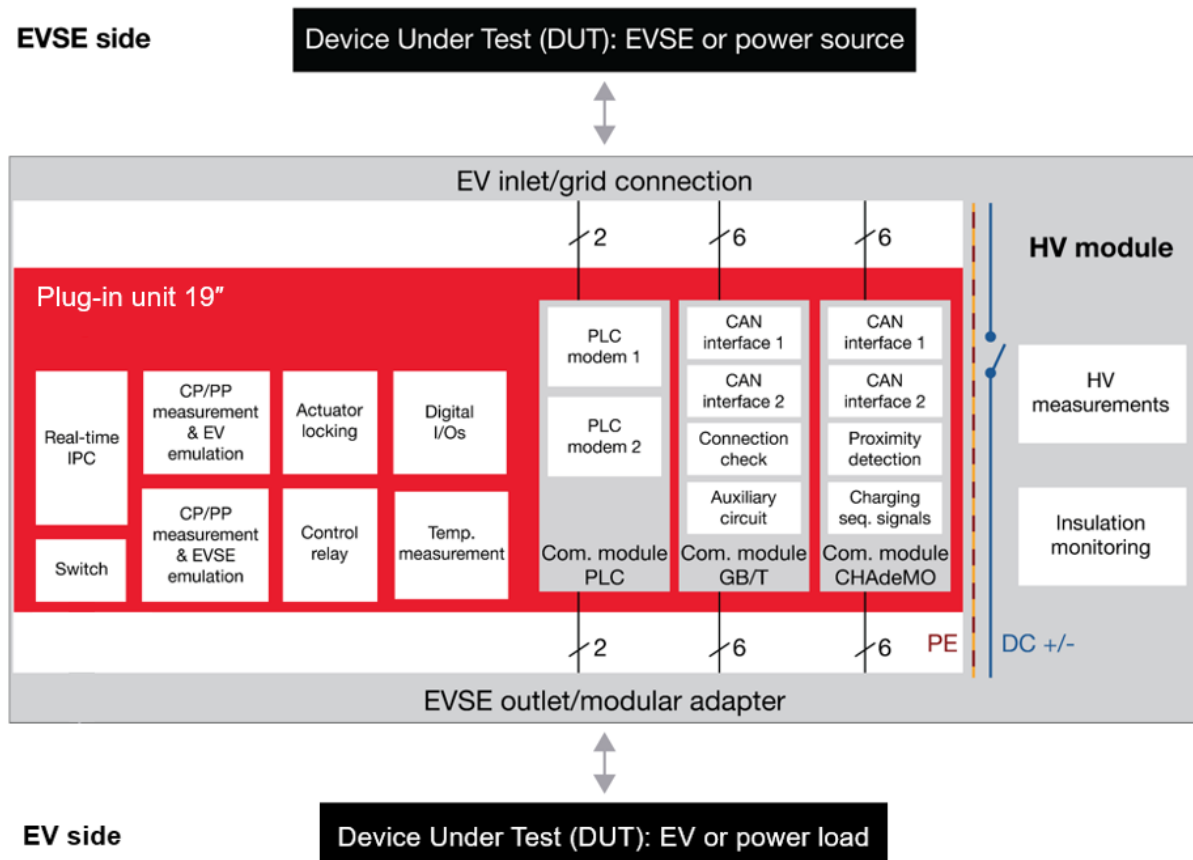 EVSE side
Device Under Test (DUT): EVSE or power source
EV inlet/grid connection
2
6
6
HV module
Plug-in unit 19″
Real-time
IPC
Switch
CP/PP
measurement
& EV
emulation
CP/PP
measurement
& EVSE
emulation
Actuator
locking
Control
relay
Digital
I/Os
Temp.
measurement
PLC
modem 1
PLC
modem 2
Com. module
PLC
CAN
interface 1
CAN
interface 2
Connection
check
Auxiliary
circuit
Com. module
GB/T
CAN
interface 1
CAN
interface 2
Proximity
detection
Charging
seq. signals
Com. module
CHAdeMO
HV
measurements
Insulation
monitoring
2
6
6
PE
DC +/-
EVSE outlet/modular adapter
EV side
Device Under Test (DUT): EV or power load